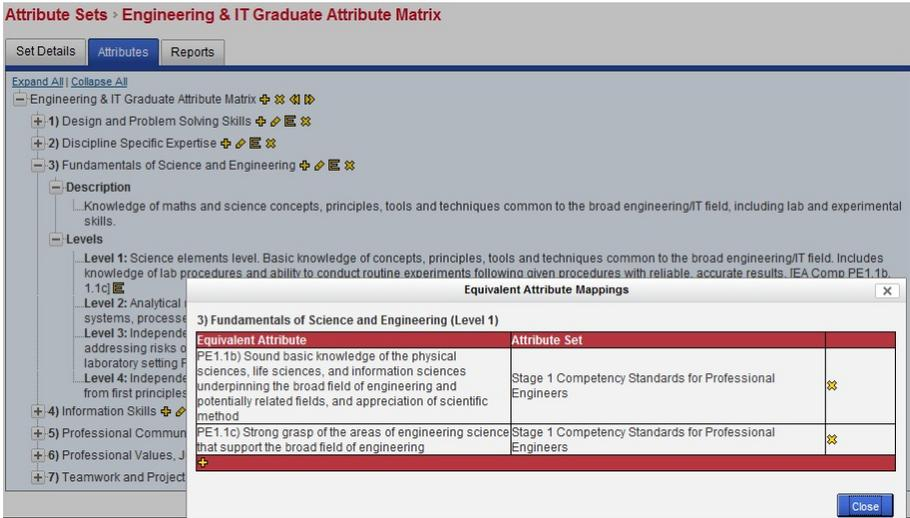 Attribute Sets > Engineering & IT Graduate Attribute Matrix
Set Details Attributes Reports
Expand All | Collapse All
Engineering & IT Graduate Attribute Matrix
1) Design and Problem Solving Skills
2) Discipline Specific Expertise
3) Fundamentals of Science and Engineering
Description
Knowledge of maths and science concepts, principles, tools and techniques common to the broad engineering/IT field, including lab and experimental
skills.
Levels
Level 1: Science elements level. Basic knowledge of concepts, principles, tools and techniques common to the broad engineering/IT field. Includes
knowledge of lab procedures and ability to conduct routine experiments following given procedures with reliable, accurate results. [EA Comp PE1.1b,
1.1c]
Level 2: Analytical
systems, processe
Level 3: Independe
addressing risks o
laboratory setting
Level 4: Independe
from first principles
4) Information Skills
5) Professional Commun
6) Professional Values, J
7) Teamwork and Project
Equivalent Attribute Mappings
3) Fundamentals of Science and Engineering (Level 1)
Equivalent Attribute Attribute Set
PE1.1b) Sound basic knowledge of the physical
sciences, life sciences, and information sciences
underpinning the broad field of engineering and
potentially related fields, and appreciation of scientific
method
Stage 1 Competency Standards for Professional
Engineers
PE1.1c) Strong grasp of the areas of engineering science
that support the broad field of engineering
Stage 1 Competency Standards for Professional
Engineers
Close